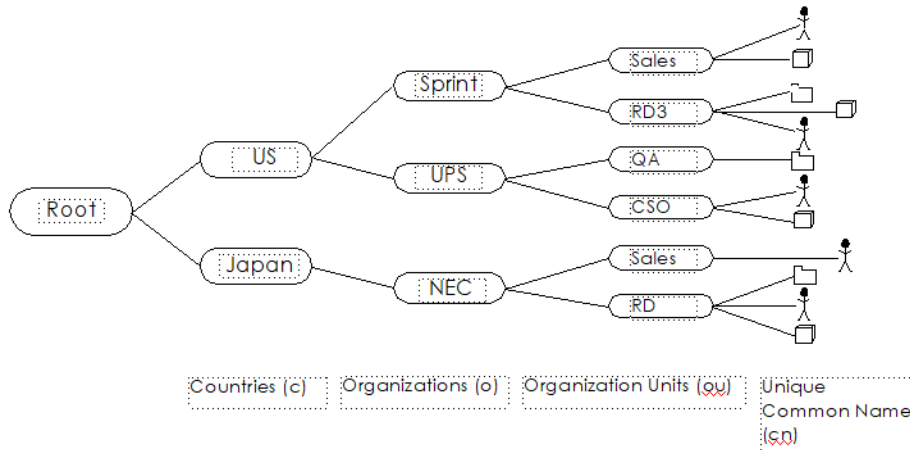 Sales
Sprint
RD3
US
QA
UPS
CSO
Root
Sales
Japan
NEC
RD
Countries (c)
Organizations (o)
Organization Units (ou)
Unique
Common Name
(cn)